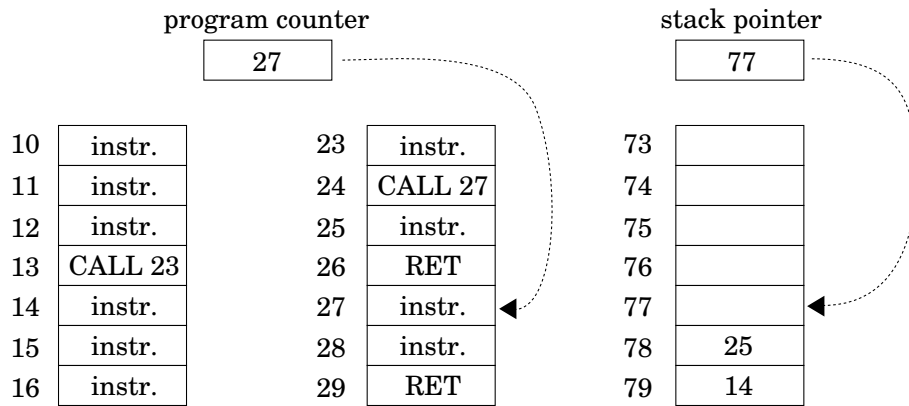 program counter stack pointer
27 77
10 instr. 23 instr. 73
11 instr. 24 CALL 27 74
12 instr. 25 instr. 75
13 CALL 23 26 RET 76
14 instr. 27 instr. 77
15 instr. 28 instr. 78 25
16 instr. 29 RET 79 14